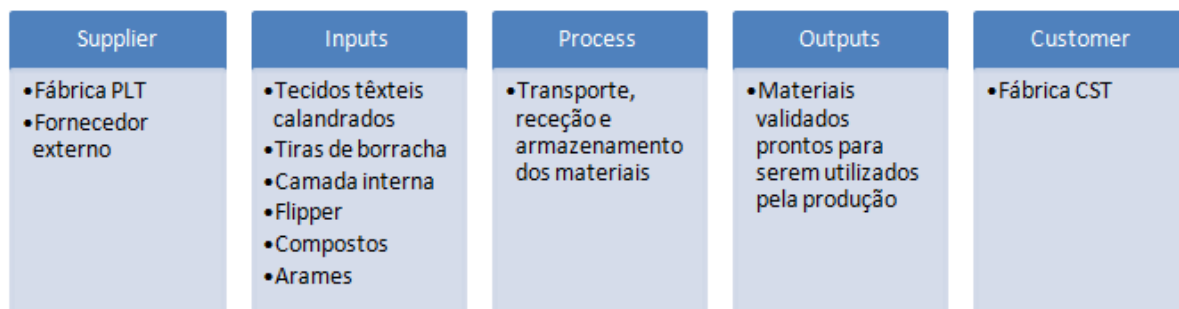 Supplier
•Fábrica PLT
•Fornecedor
externo
Inputs
•Tecidos têxteis
calandrados
•Tiras de borracha
•Camada interna
•Flipper
•Compostos
•Arames
Process
•Transporte,
receção e
armazenamento
dos materiais
Outputs
•Materiais
validados
prontos para
serem utilizados
pela produção
Customer
•Fábrica CST